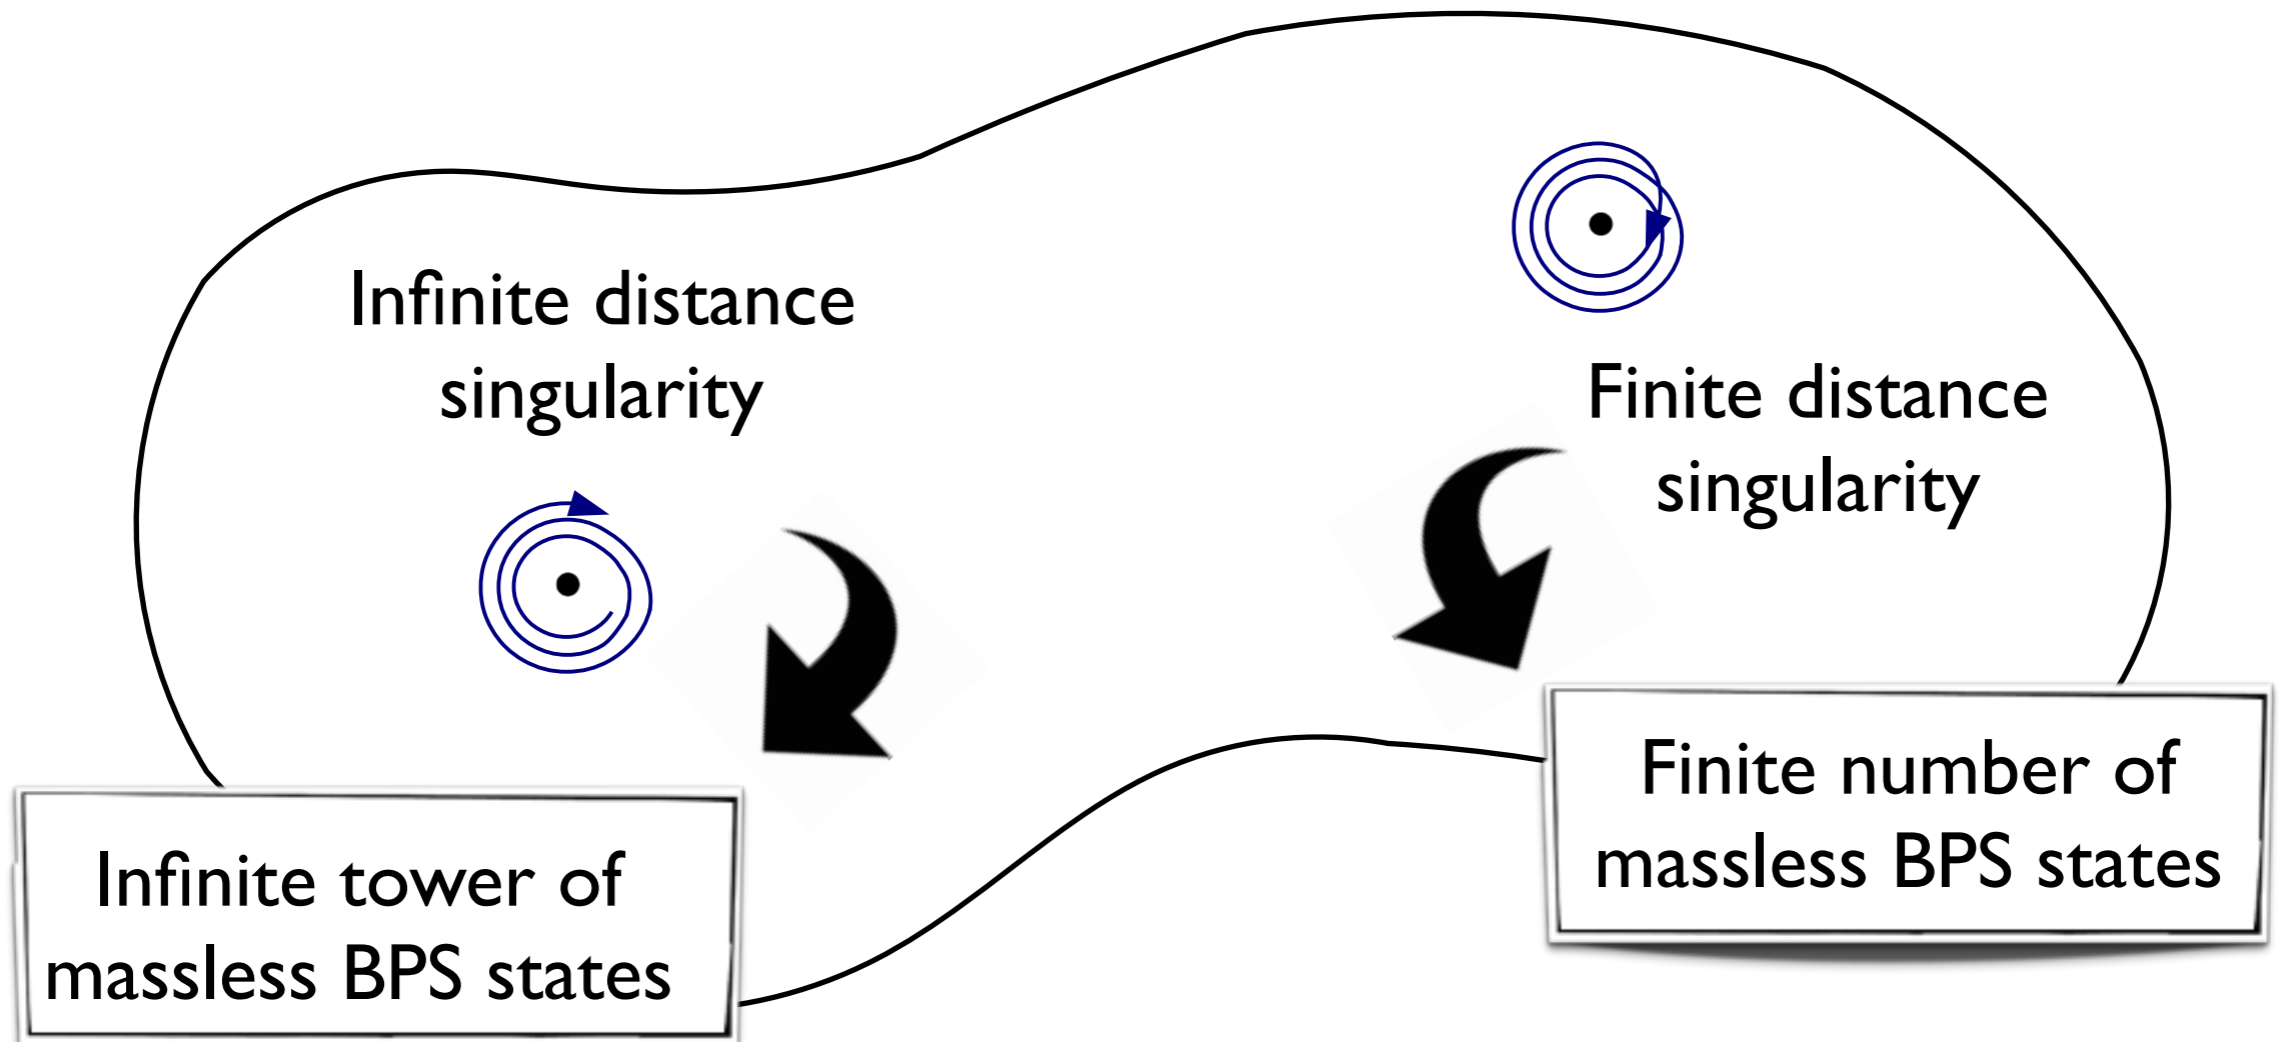 Infinite distance
singularity
Finite distance
singularity
Infinite tower of
massless BPS states
Finite number of
massless BPS states